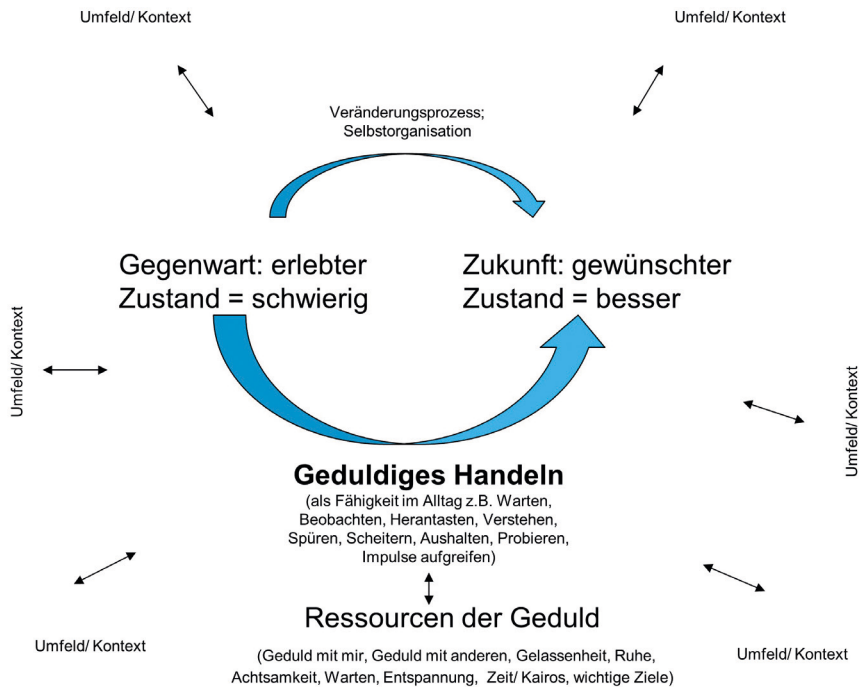 Umfeld/ Kontext
Umfeld/ Kontext
Veränderungsprozess;
Selbstorganisation
Gegenwart: erlebter
Zustand = schwierig
Zukunft: gewünschter
Zustand = besser
Umfeld/ Kontext
Umfeld/ Kontext
Geduldiges Handeln
(als Fähigkeit im Alltag z.B. Warten,
Beobachten, Herantasten, Verstehen,
Spüren, Scheitern, Aushalten, Probieren,
Impulse aufgreifen)
Ressourcen der Geduld
Umfeld/ Kontext
Umfeld/ Kontext
(Geduld mit mir, Geduld mit anderen, Gelassenheit, Ruhe,
Achtsamkeit, Warten, Entspannung, Zeit/ Kairos, wichtige Ziele)